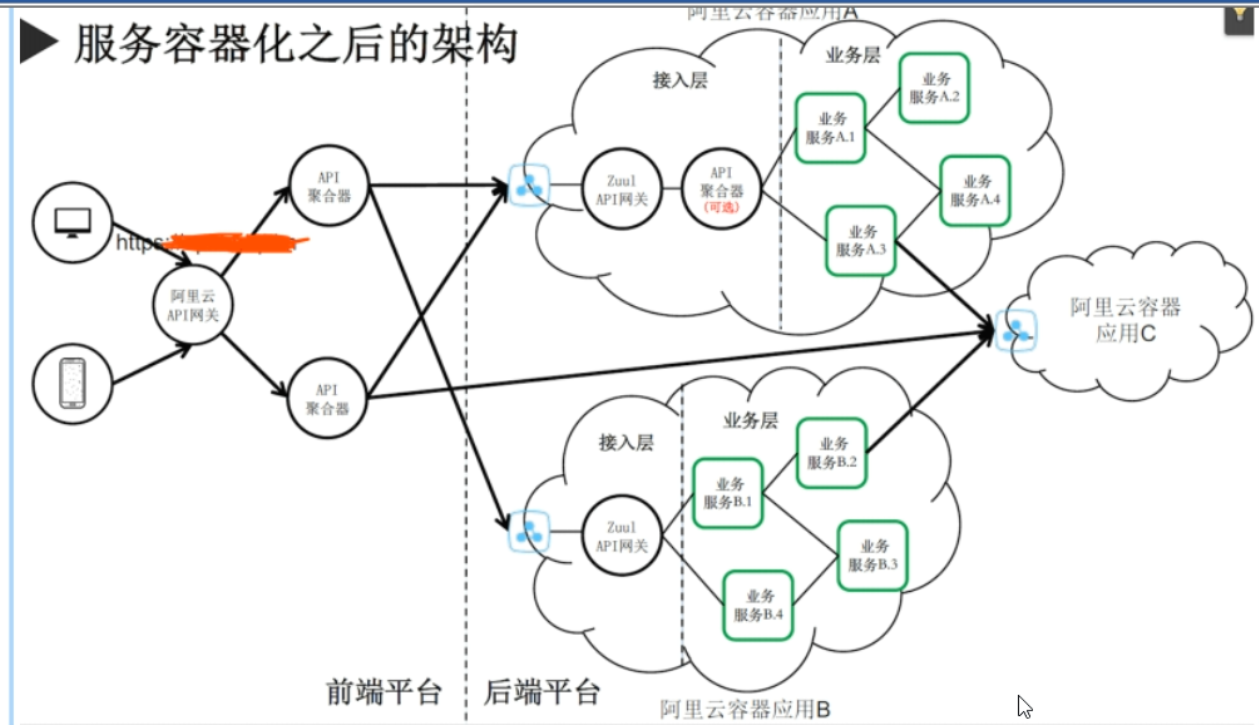 服务容器化之后的架构
阿里云容器应用A
接入层
业务层
业务
服务A.2
业务
服务A.1
API
聚合器
Zuul
API网关
API
聚合器
(可选)
业务
服务A.4
业务
服务A.3
https:
阿里云
API网关
阿里云容器
应用C
API
聚合器
接入层
业务层
业务
服务B.2
业务
服务B.1
Zuul
API网关
业务
服务B.3
业务
服务B.4
前端平台
后端平台
阿里云容器应用B